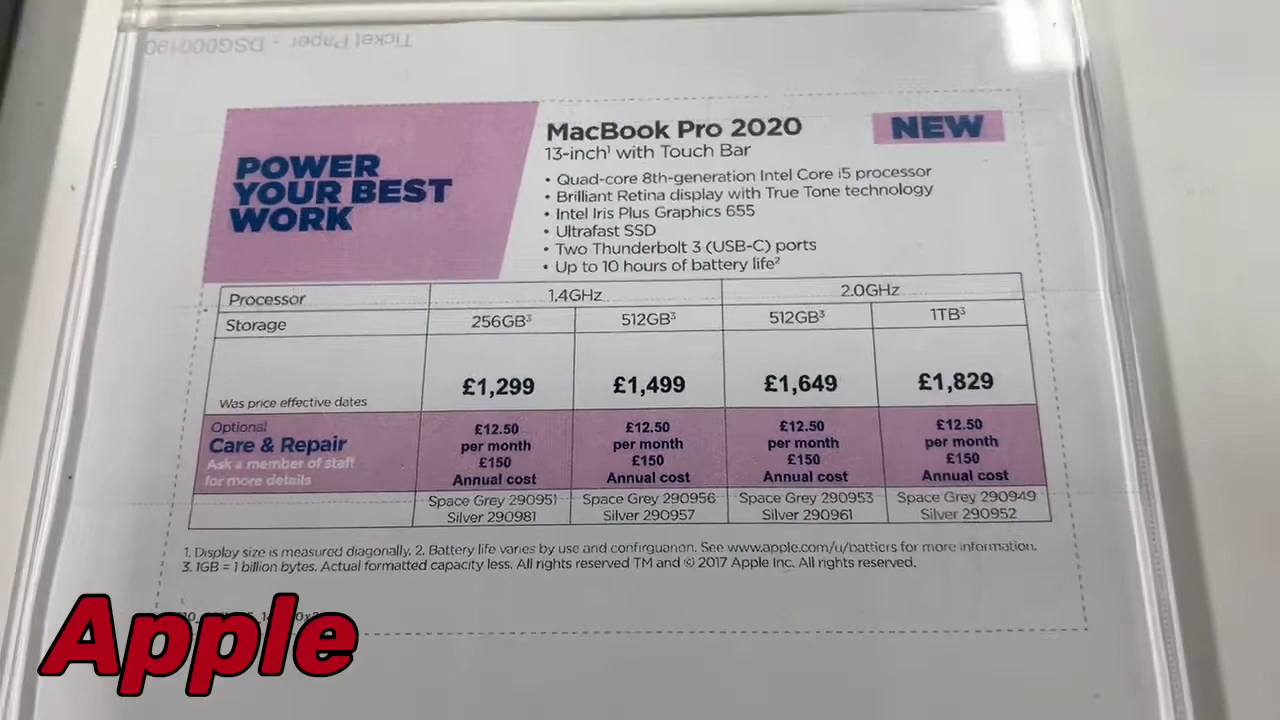 Ticket Paper - DSG000190
POWER
YOUR BEST
WORK
MacBook Pro 2020
NEW
13-inch¹ with Touch Bar
• Quad-core 8th-generation Intel Core i5 processor
• Brilliant Retina display with True Tone technology
• Intel Iris Plus Graphics 655
• Ultrafast SSD
• Two Thunderbolt 3 (USB-C) ports
• Up to 10 hours of battery life²
Processor 1.4GHz 2.0GHz
Storage 256GB³ 512GB³ 512GB³ 1TB³
£1,299 £1,499 £1,649 £1,829
Was price effective dates
Optional
Care & Repair
Ask a member of staff
for more details
£12.50 £12.50 £12.50 £12.50
per month per month per month per month
£150 £150 £150 £150
Annual cost Annual cost Annual cost Annual cost
Space Grey 290951 Space Grey 290956 Space Grey 290953 Space Grey 290949
Silver 290981 Silver 290957 Silver 290961 Silver 290952
1. Display size is measured diagonally. 2. Battery life varies by use and confirguanon. See www.apple.com/u/battiers for more information.
3. 1GB = 1 billion bytes. Actual formatted capacity less. All rights reserved TM and © 2017 Apple Inc. All rights reserved.
Apple